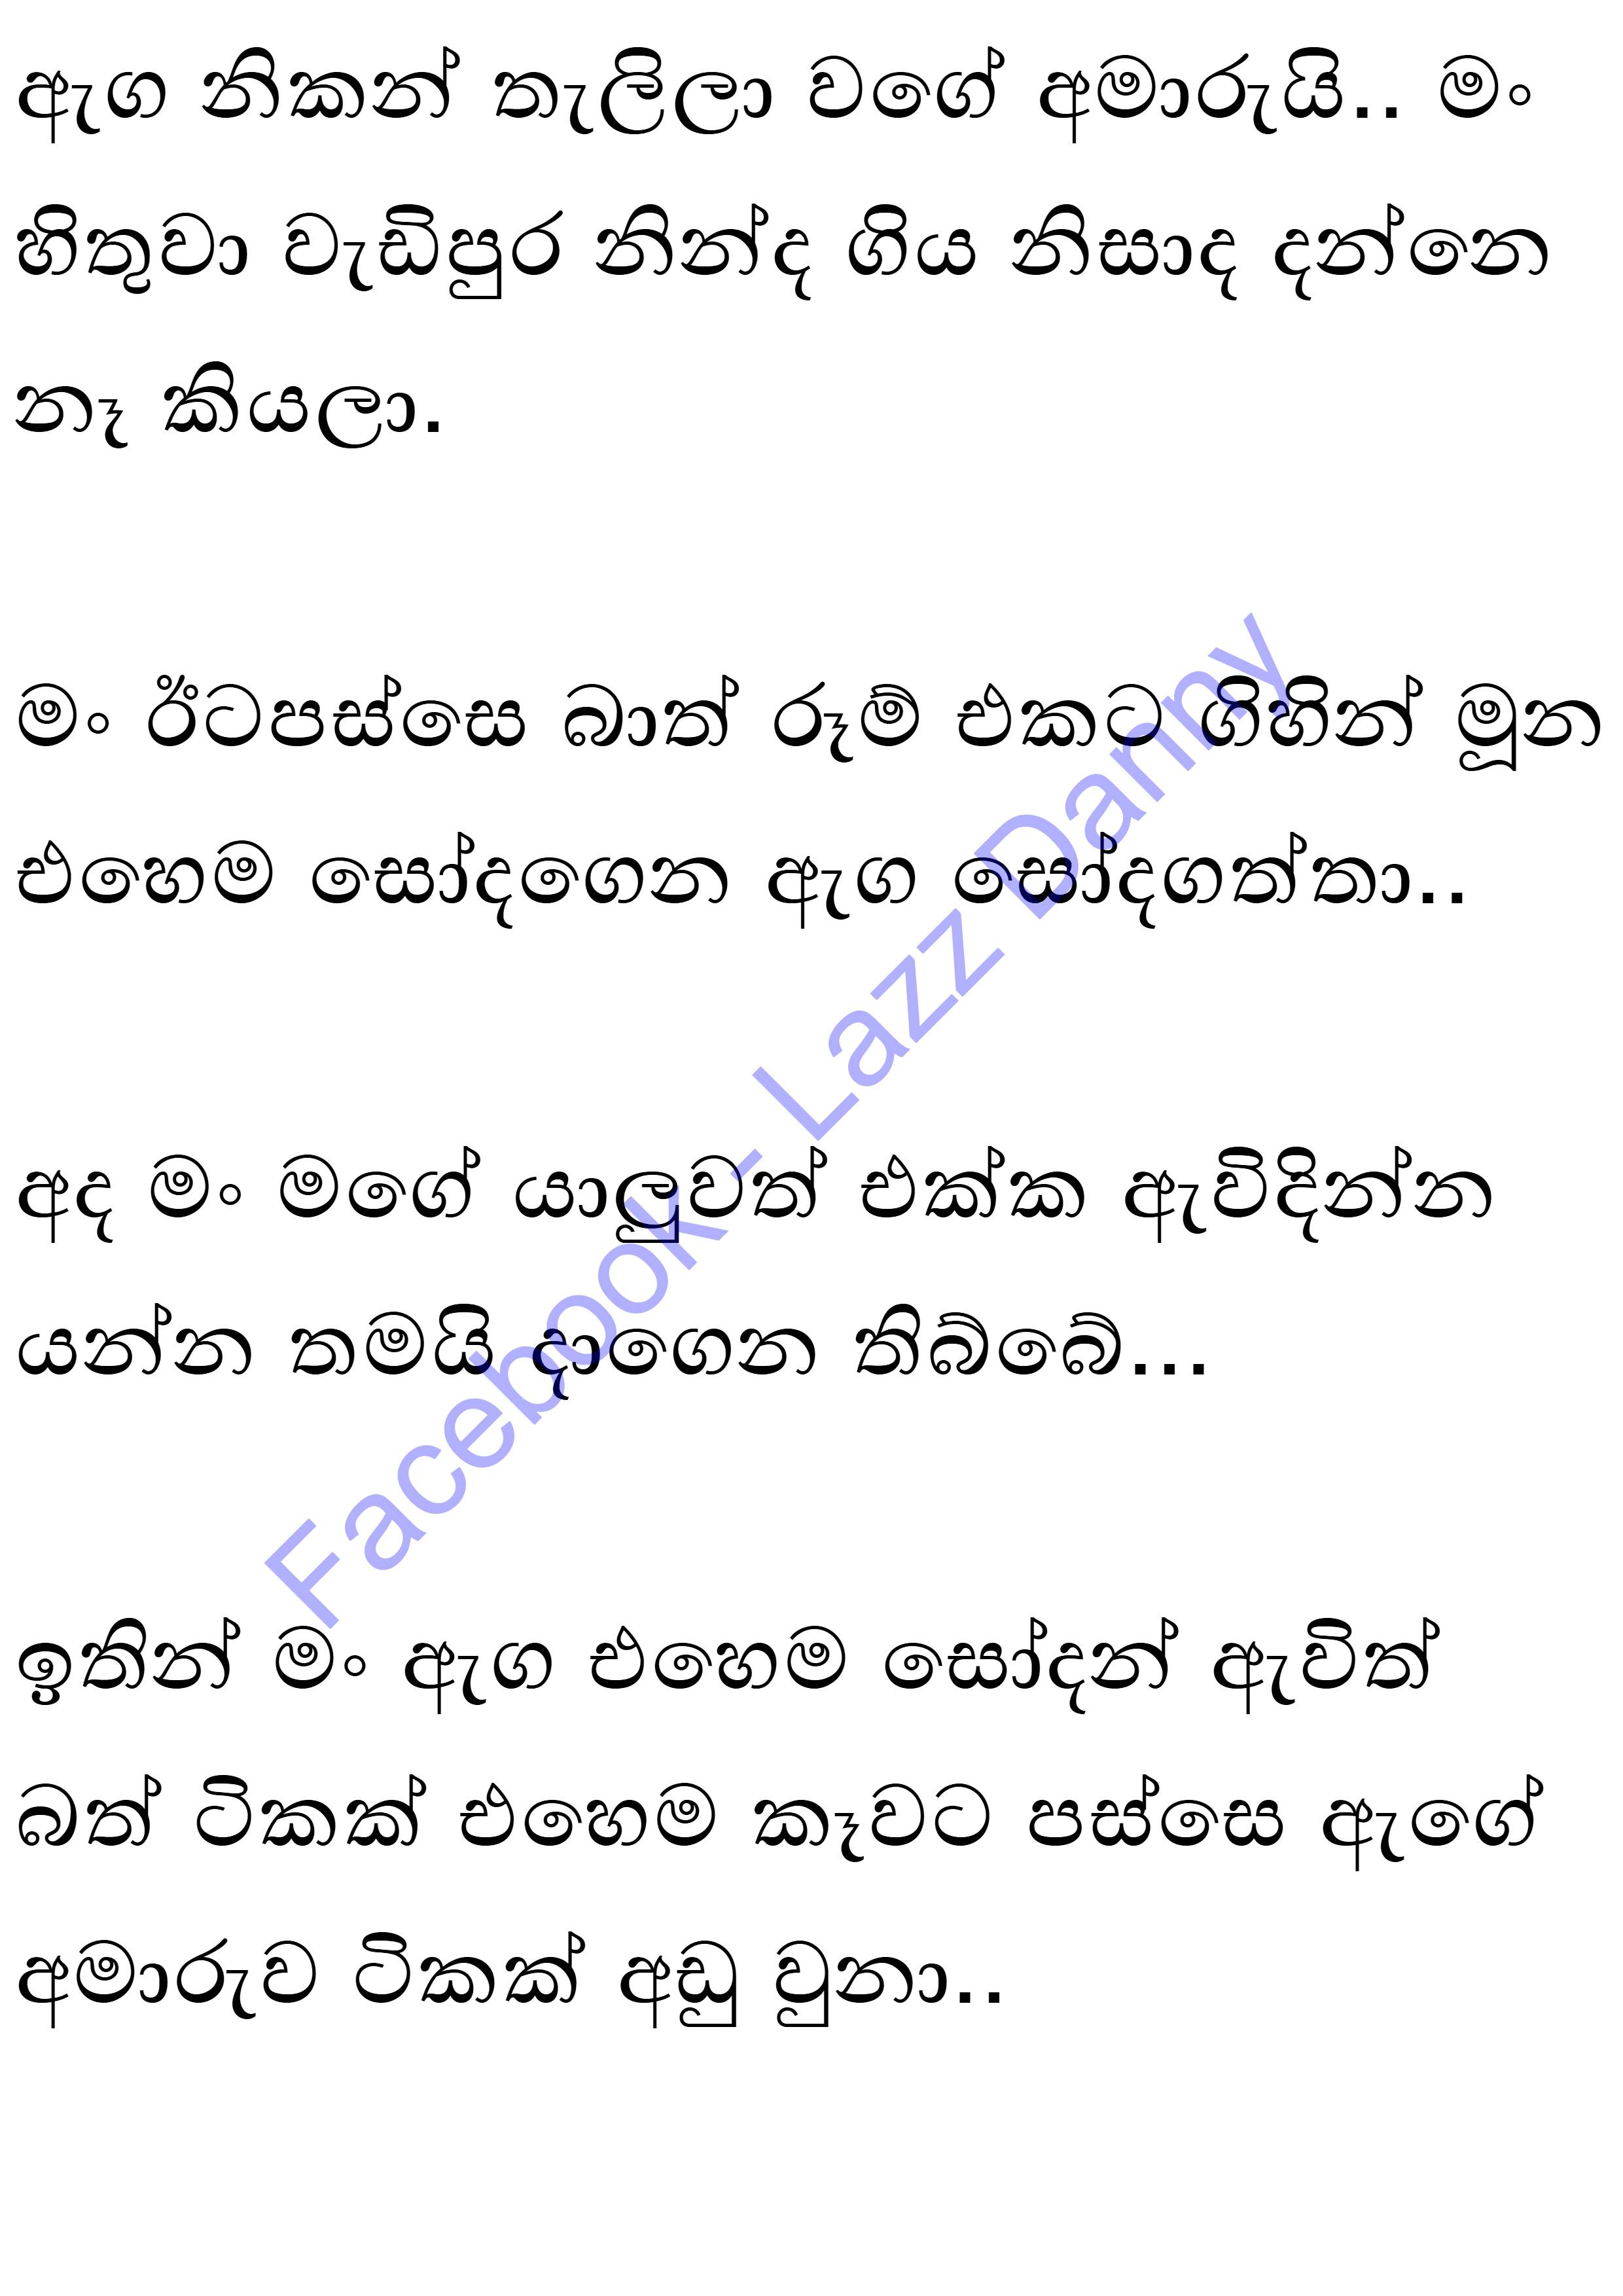 ඇග නිකන් තැලිලා වගේ අමාරුයි.. මං
හිතුවා වැඩිපුර නින්ද ගිය නිසාද දන්නෙ
නෑ කියලා.
මං ඊටපස්සෙ බාත් රූම් එකට ගිහින් මූන
එහෙම සෝදගෙන ඇග සෝදගත්තා..
අද මං මගේ යාලුවත් එක්ක ඇවිදින්න
යන්න තමයි දාගෙන තිබ්බේ...
ඉතින් මං ඇග එහෙම සෝදන් ඇවිත්
බත් ටිකක් එහෙම කෑවට පස්සෙ ඇගේ
අමාරුව ටිකක් අඩු වුනා..
Facebook - Lazz Danny